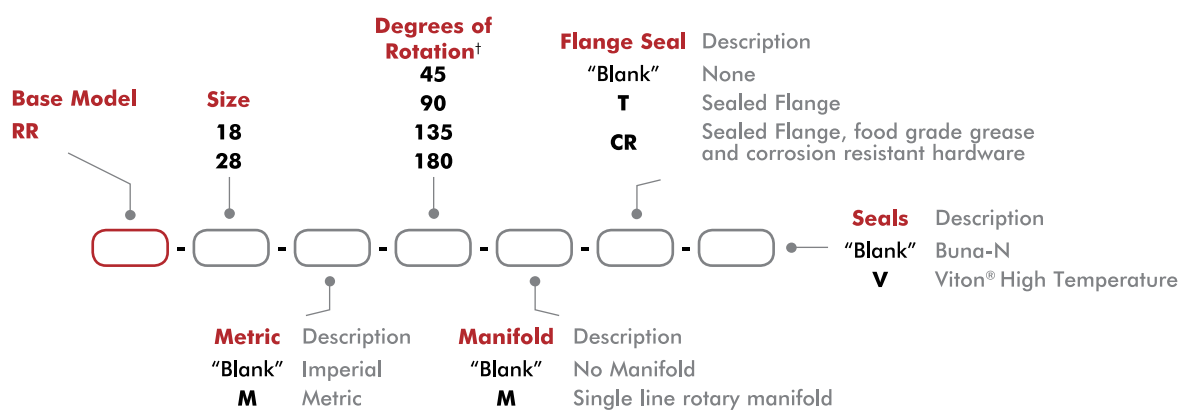 Degrees of
Rotation†
45
90
135
180
Flange Seal Description
"Blank" None
T Sealed Flange
CR Sealed Flange, food grade grease
and corrosion resistant hardware
Base Model
RR
Size
18
28
- - - - - -
Seals Description
"Blank" Buna-N
V Viton® High Temperature
Metric Description
"Blank" Imperial
M Metric
Manifold Description
"Blank" No Manifold
M Single line rotary manifold